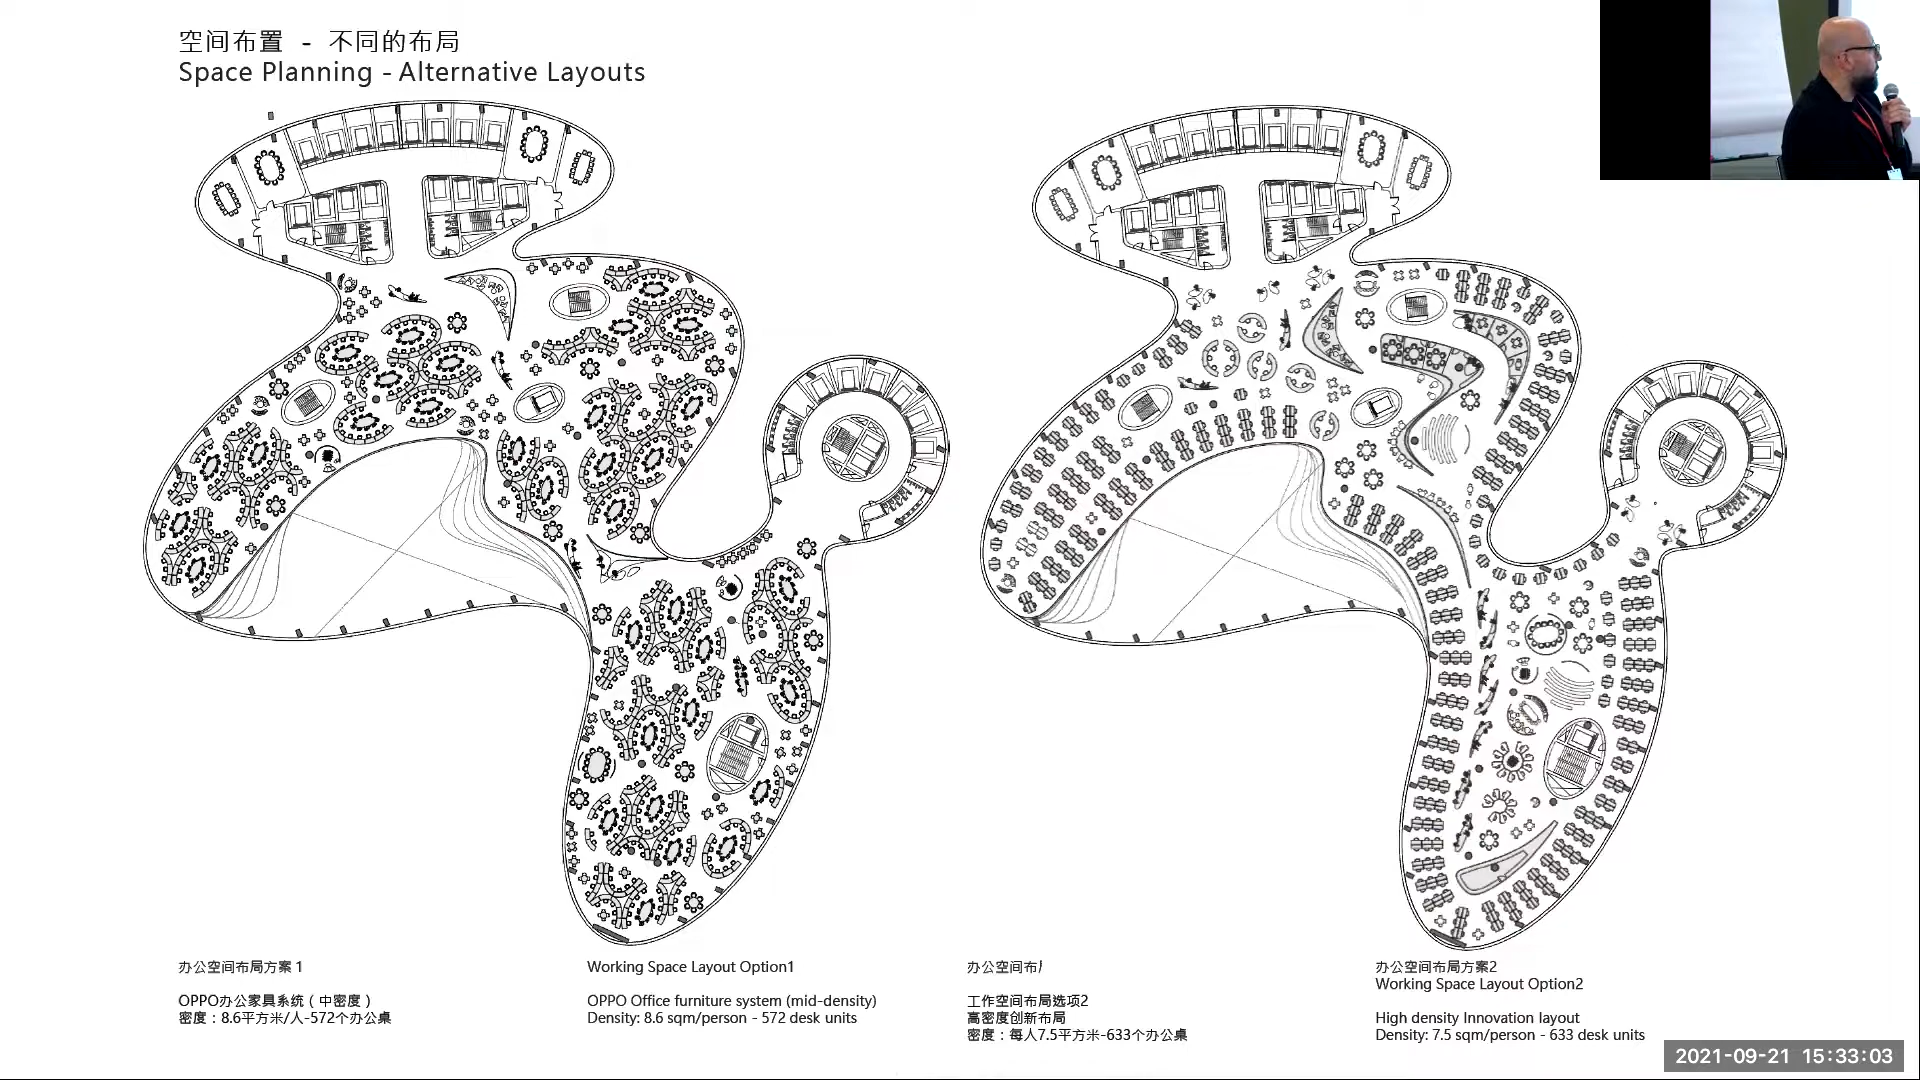 空间布置 - 不同的布局
Space Planning - Alternative Layouts
办公空间布局方案 1
OPPO办公家具系统（中密度）
密度：8.6平方米/人-572个办公桌
Working Space Layout Option1
OPPO Office furniture system (mid-density)
Density: 8.6 sqm/person - 572 desk units
办公空间布
工作空间布局选项2
高密度创新布局
密度：每人7.5平方米-633个办公桌
办公空间布局方案2
Working Space Layout Option2
High density Innovation layout
Density: 7.5 sqm/person - 633 desk units
2021-09-21 15:33:03